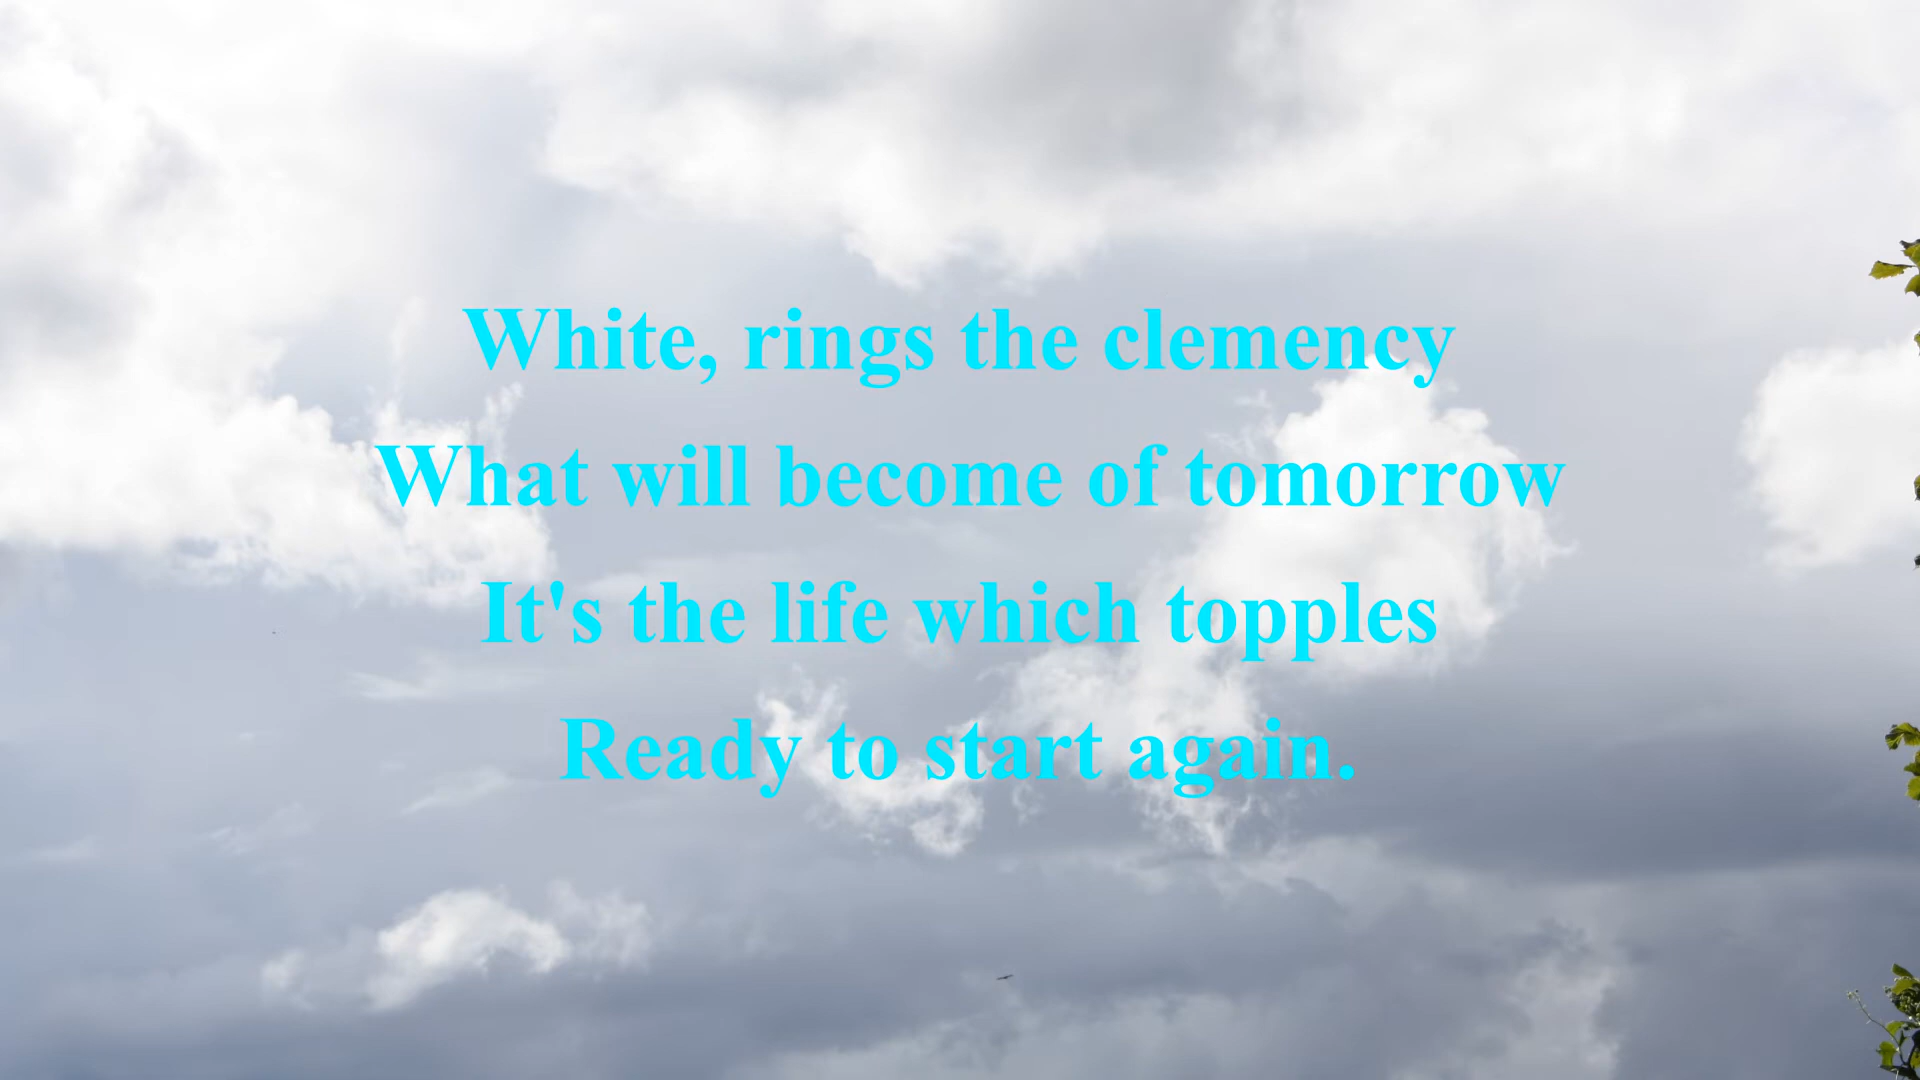 White, rings the clemency
What will become of tomorrow
It's the life which topples
Ready to start again.